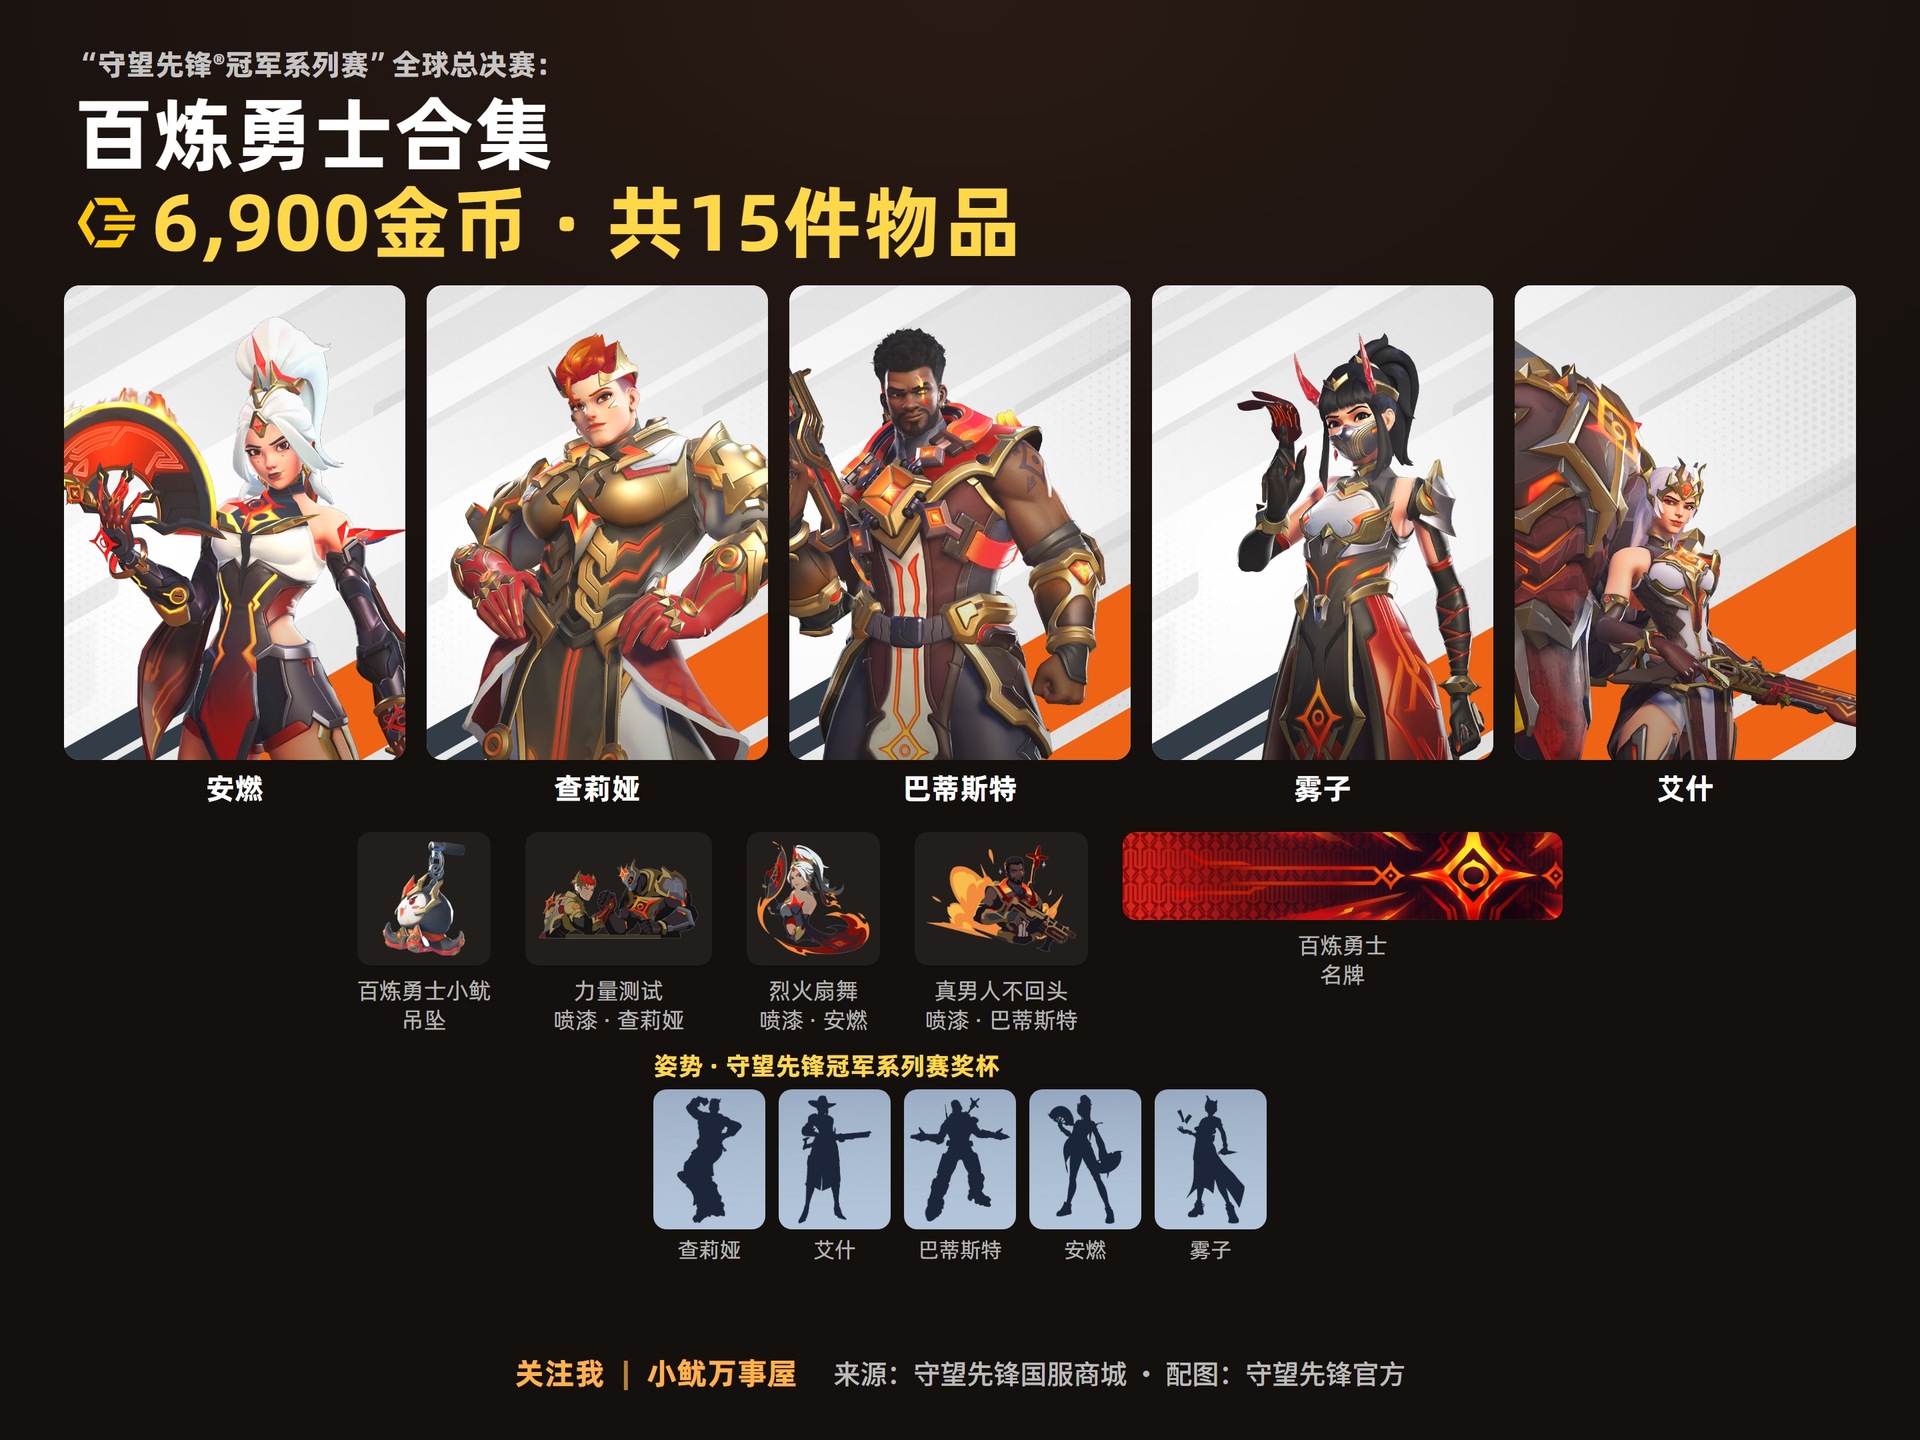 “守望先锋®冠军系列赛”全球总决赛：
百炼勇士合集
6,900金币 · 共15件物品
安燃
查莉娅
巴蒂斯特
雾子
艾什
百炼勇士小鱿
吊坠
力量测试
喷漆 · 查莉娅
烈火扇舞
喷漆 · 安燃
真男人不回头
喷漆 · 巴蒂斯特
百炼勇士
名牌
姿势 · 守望先锋冠军系列赛奖杯
查莉娅
艾什
巴蒂斯特
安燃
雾子
关注我 | 小鱿万事屋 来源：守望先锋国服商城 • 配图：守望先锋官方